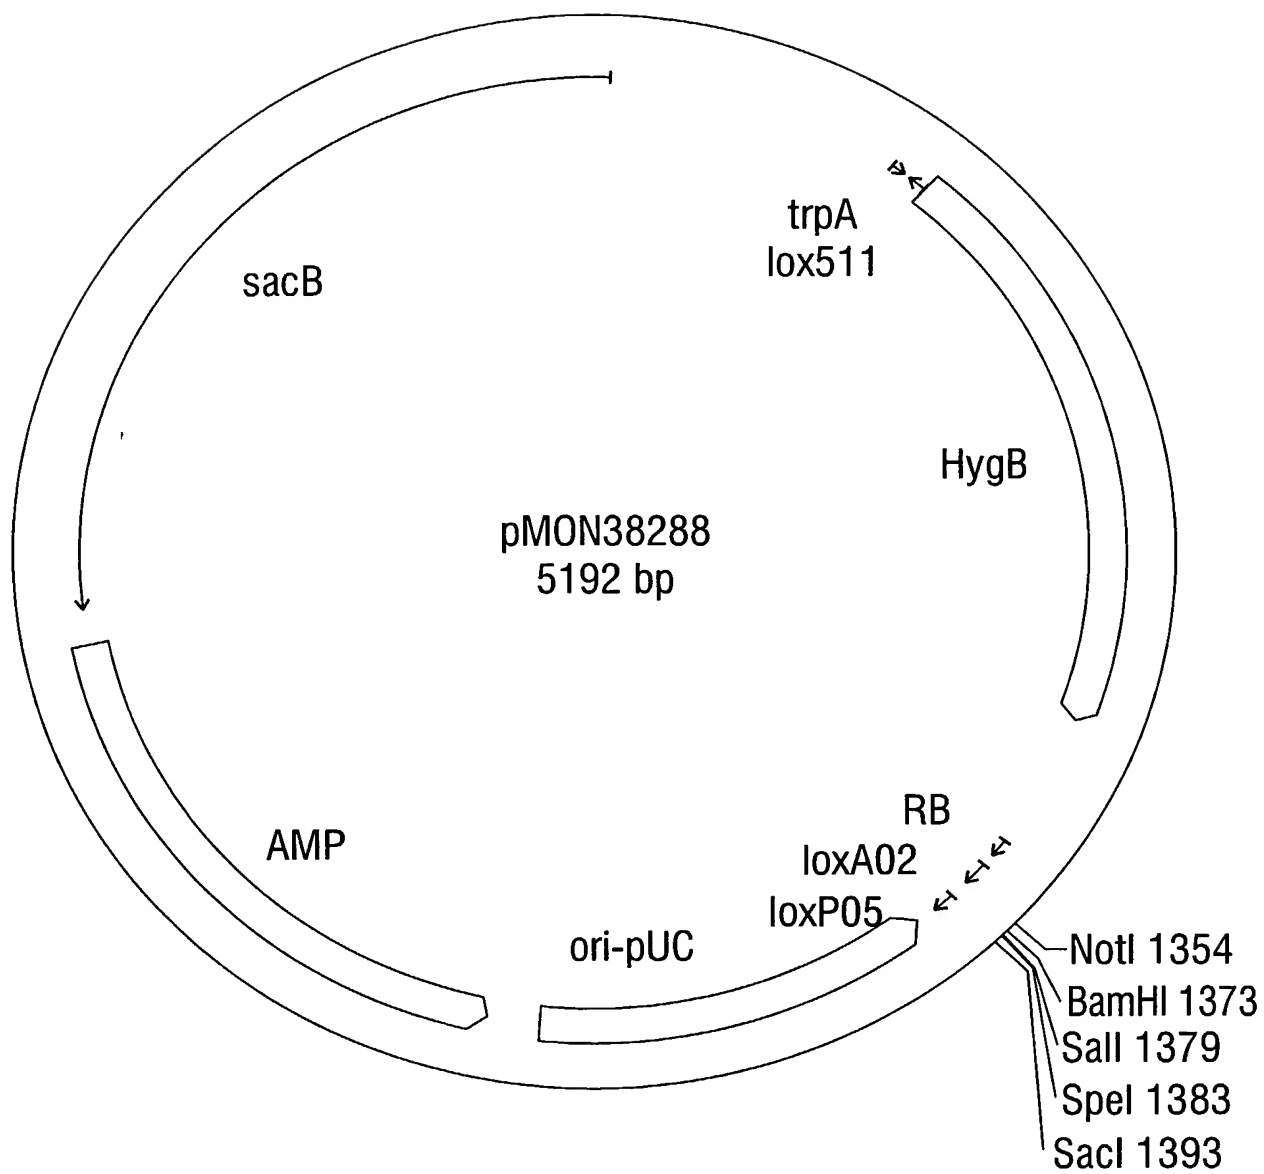 trpA
lox511
sacB
HygB
pMON38288
5192 bp
RB
loxA02
loxP05
AMP
ori-pUC
NotI 1354
BamHI 1373
SalI 1379
SpeI 1383
SacI 1393